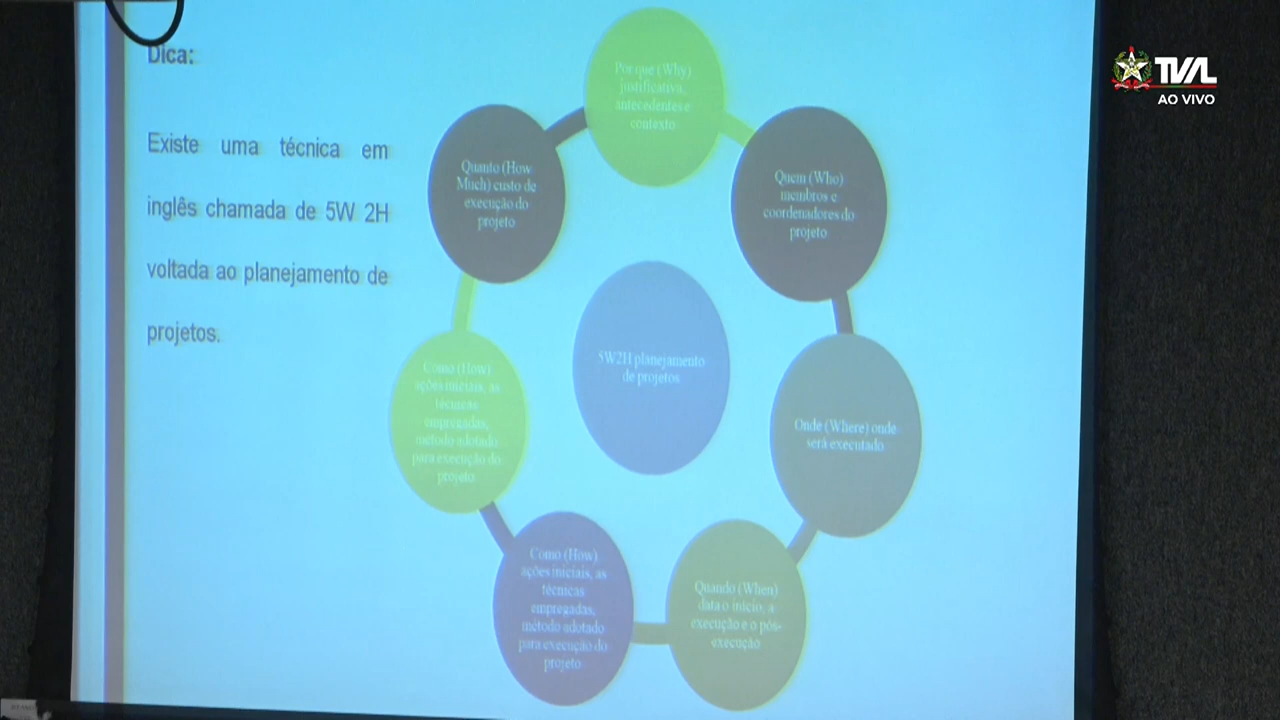 Dica:
Existe uma técnica em
inglês chamada de 5W 2H
voltada ao planejamento de
projetos.
Por que (Why)
justificativa,
antecedentes e
contexto
Quem (Who)
membros e
coordenadores do
projeto
Onde (Where) onde
será executado
Quando (When)
data o inicio, a
execução e o pós-
execução
Como (How)
ações iniciais, as
técnicas
empregadas,
método adotado
para execução do
projeto
Como (How)
ações iniciais, as
técnicas
empregadas,
método adotado
para execução do
projeto
Quanto (How
Much) custo de
execução do
projeto
5W2H planejamento
de projetos
TVAL
AO VIVO